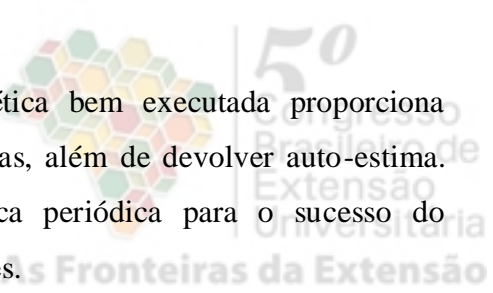 5º
Congresso
ética bem executada proporciona
Brasileiro de
as, além de devolver auto-estima.
Extensão
ca periódica para o sucesso do
Universitária
es.
As Fronteiras da Extensão